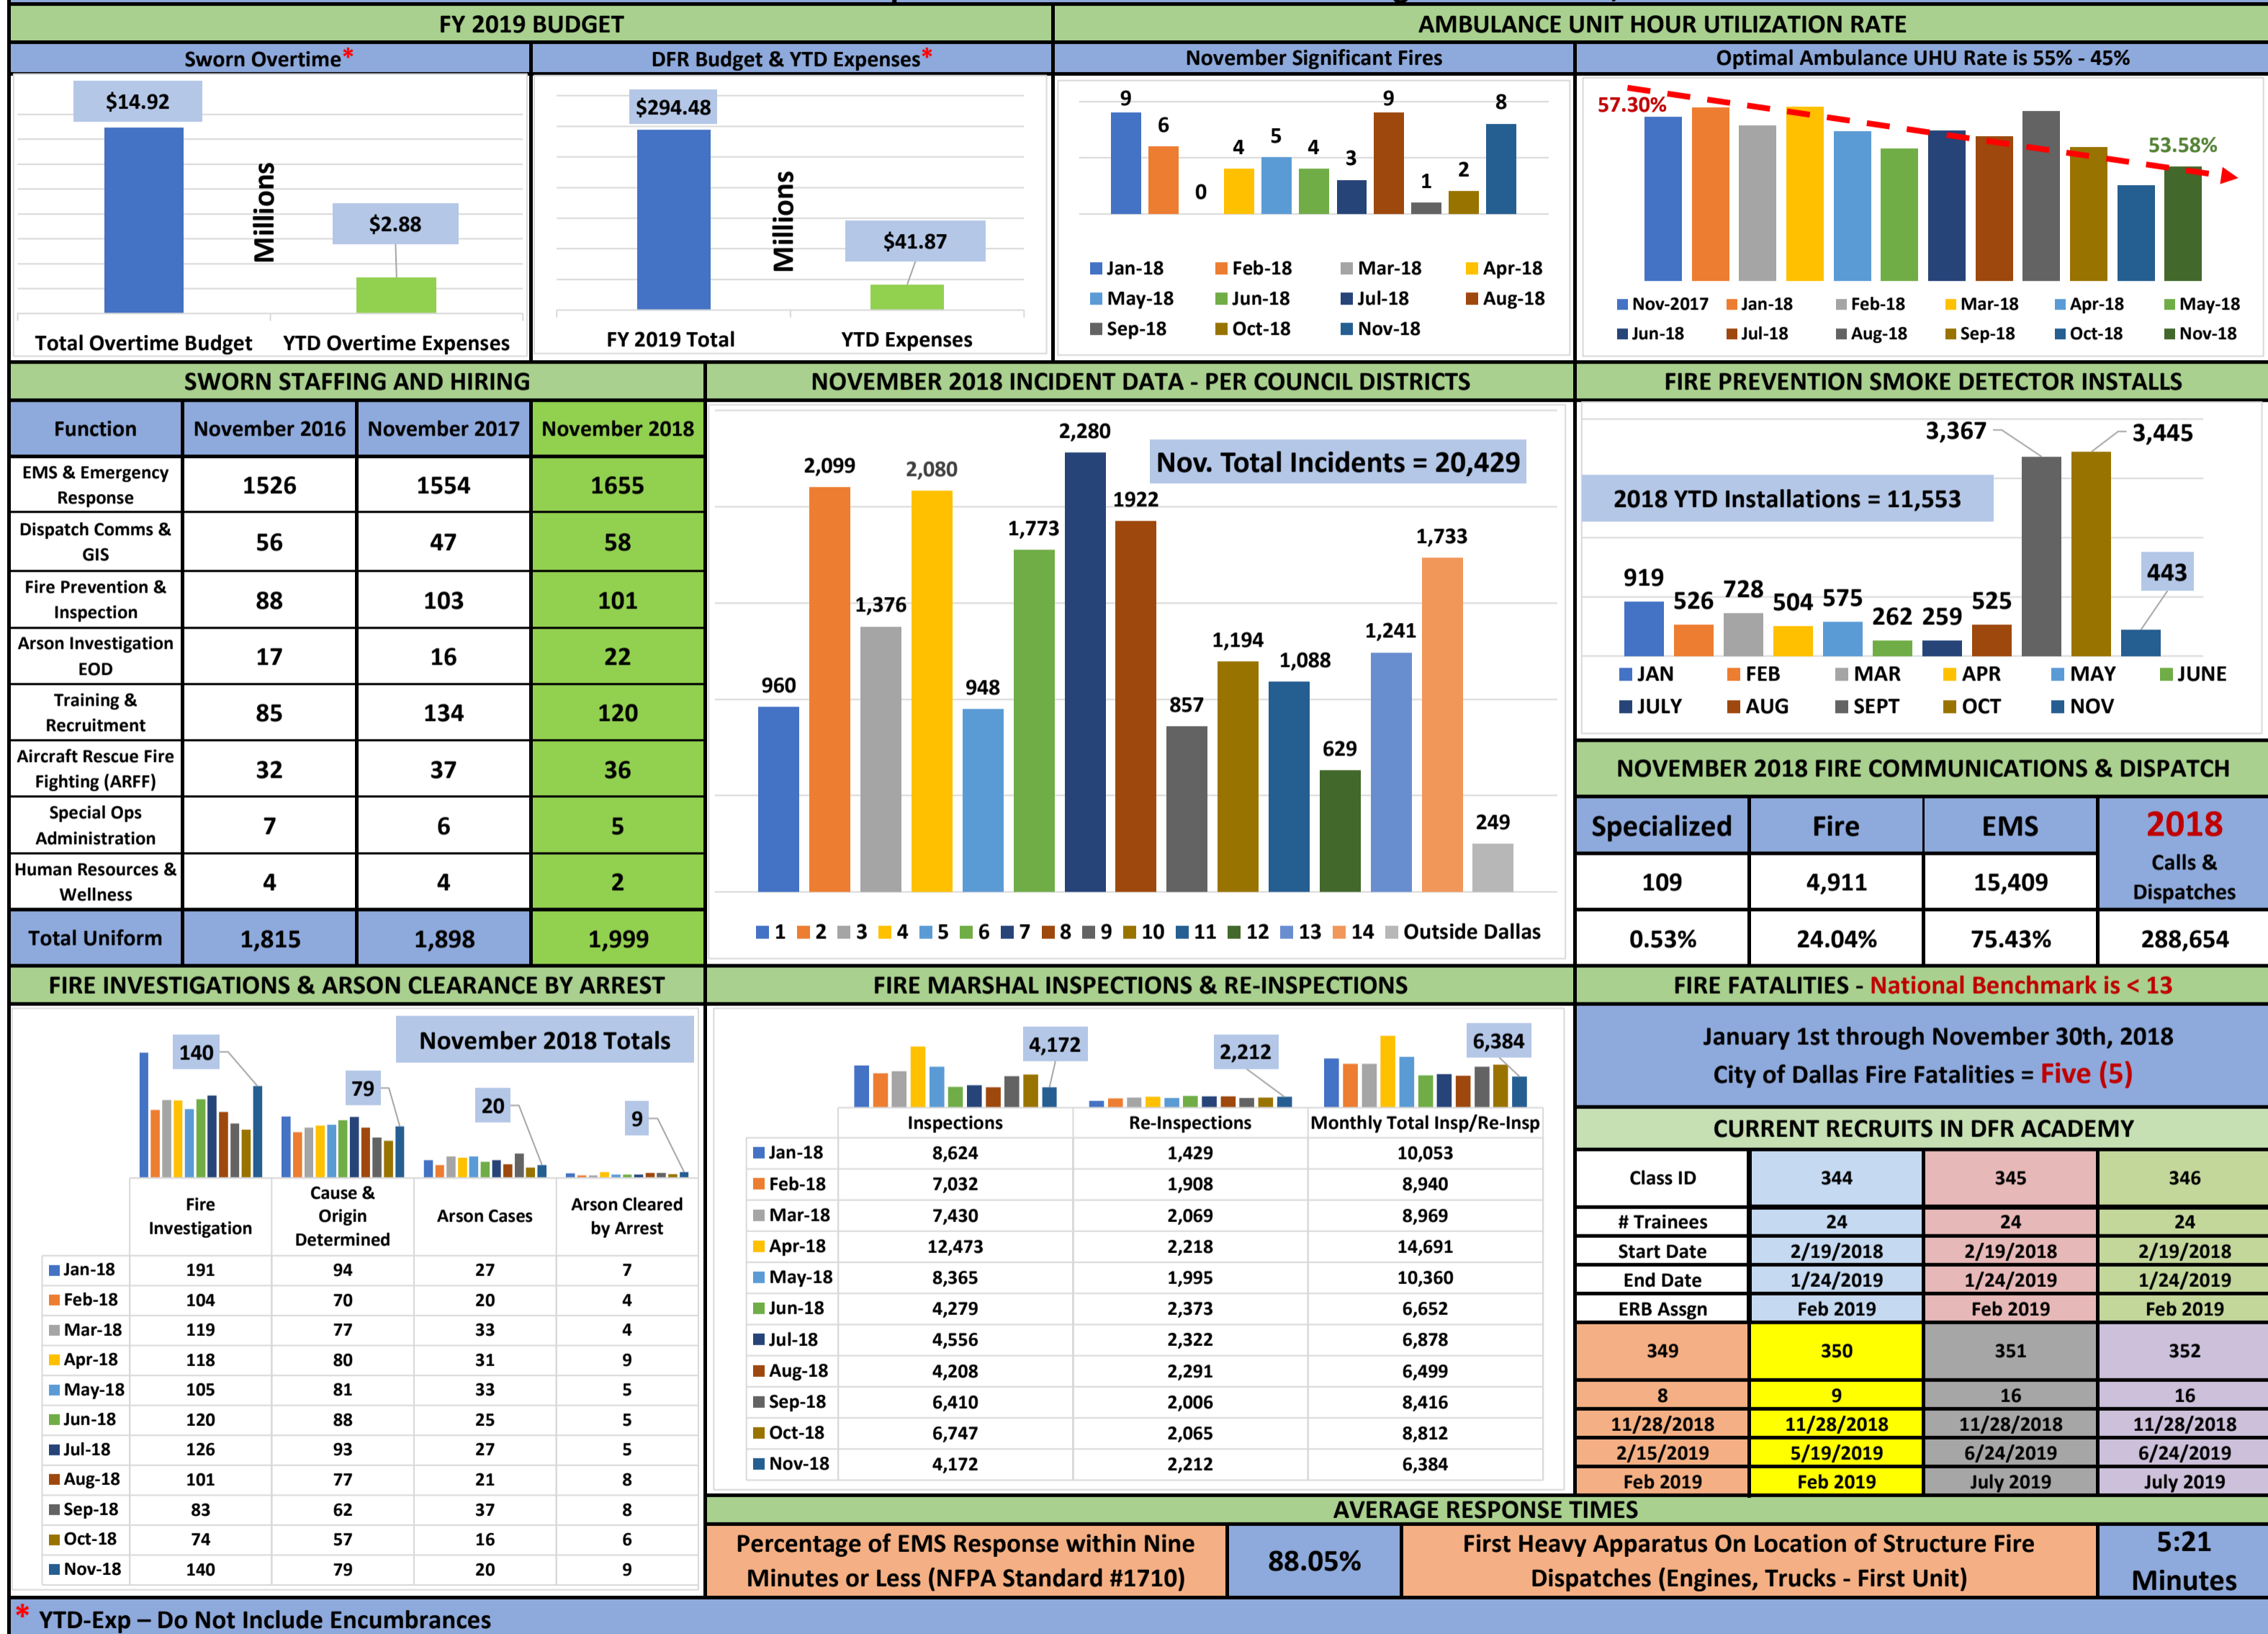 FY 2019 BUDGET
AMBULANCE UNIT HOUR UTILIZATION RATE
Sworn Overtime*
DFR Budget & YTD Expenses*
November Significant Fires
Optimal Ambulance UHU Rate is 55% - 45%
$14.92
$2.88
Millions
Total Overtime Budget YTD Overtime Expenses
$294.48
$41.87
Millions
FY 2019 Total YTD Expenses
9 6 0 4 5 4 3 9 1 2 8
Jan-18 Feb-18 Mar-18 Apr-18
May-18 Jun-18 Jul-18 Aug-18
Sep-18 Oct-18 Nov-18
57.30%
53.58%
Nov-2017 Jan-18 Feb-18 Mar-18 Apr-18 May-18
Jun-18 Jul-18 Aug-18 Sep-18 Oct-18 Nov-18
SWORN STAFFING AND HIRING
Function November 2016 November 2017 November 2018
EMS & Emergency
Response
1526 1554 1655
Dispatch Comms &
GIS
56 47 58
Fire Prevention &
Inspection
88 103 101
Arson Investigation
EOD
17 16 22
Training &
Recruitment
85 134 120
Aircraft Rescue Fire
Fighting (ARFF)
32 37 36
Special Ops
Administration
7 6 5
Human Resources &
Wellness
4 4 2
Total Uniform 1,815 1,898 1,999
NOVEMBER 2018 INCIDENT DATA - PER COUNCIL DISTRICTS
Nov. Total Incidents = 20,429
960 2,099 1,376 2,080 948 1,773 2,280 1922 857 1,194 1,088 629 1,241 1,733 249
1 2 3 4 5 6 7 8 9 10 11 12 13 14 Outside Dallas
FIRE PREVENTION SMOKE DETECTOR INSTALLS
2018 YTD Installations = 11,553
919 526 728 504 575 262 259 525 3,367 3,445 443
JAN FEB MAR APR MAY JUNE
JULY AUG SEPT OCT NOV
NOVEMBER 2018 FIRE COMMUNICATIONS & DISPATCH
Specialized Fire EMS 2018
Calls &
Dispatches
109 4,911 15,409
0.53% 24.04% 75.43% 288,654
FIRE INVESTIGATIONS & ARSON CLEARANCE BY ARREST
November 2018 Totals
140 79 20 9
Fire
Investigation
Cause &
Origin
Determined
Arson Cases
Arson Cleared
by Arrest
Jan-18 191 94 27 7
Feb-18 104 70 20 4
Mar-18 119 77 33 4
Apr-18 118 80 31 9
May-18 105 81 33 5
Jun-18 120 88 25 5
Jul-18 126 93 27 5
Aug-18 101 77 21 8
Sep-18 83 62 37 8
Oct-18 74 57 16 6
Nov-18 140 79 20 9
FIRE MARSHAL INSPECTIONS & RE-INSPECTIONS
4,172 2,212 6,384
Inspections Re-Inspections Monthly Total Insp/Re-Insp
Jan-18 8,624 1,429 10,053
Feb-18 7,032 1,908 8,940
Mar-18 7,430 2,069 8,969
Apr-18 12,473 2,218 14,691
May-18 8,365 1,995 10,360
Jun-18 4,279 2,373 6,652
Jul-18 4,556 2,322 6,878
Aug-18 4,208 2,291 6,499
Sep-18 6,410 2,006 8,416
Oct-18 6,747 2,065 8,812
Nov-18 4,172 2,212 6,384
FIRE FATALITIES - National Benchmark is < 13
January 1st through November 30th, 2018
City of Dallas Fire Fatalities = Five (5)
CURRENT RECRUITS IN DFR ACADEMY
Class ID 344 345 346
# Trainees 24 24 24
Start Date 2/19/2018 2/19/2018 2/19/2018
End Date 1/24/2019 1/24/2019 1/24/2019
ERB Assgn Feb 2019 Feb 2019 Feb 2019
349 350 351 352
8 9 16 16
11/28/2018 11/28/2018 11/28/2018 11/28/2018
2/15/2019 5/19/2019 6/24/2019 6/24/2019
Feb 2019 Feb 2019 July 2019 July 2019
AVERAGE RESPONSE TIMES
Percentage of EMS Response within Nine
Minutes or Less (NFPA Standard #1710)
88.05%
First Heavy Apparatus On Location of Structure Fire
Dispatches (Engines, Trucks - First Unit)
5:21
Minutes
* YTD-Exp – Do Not Include Encumbrances